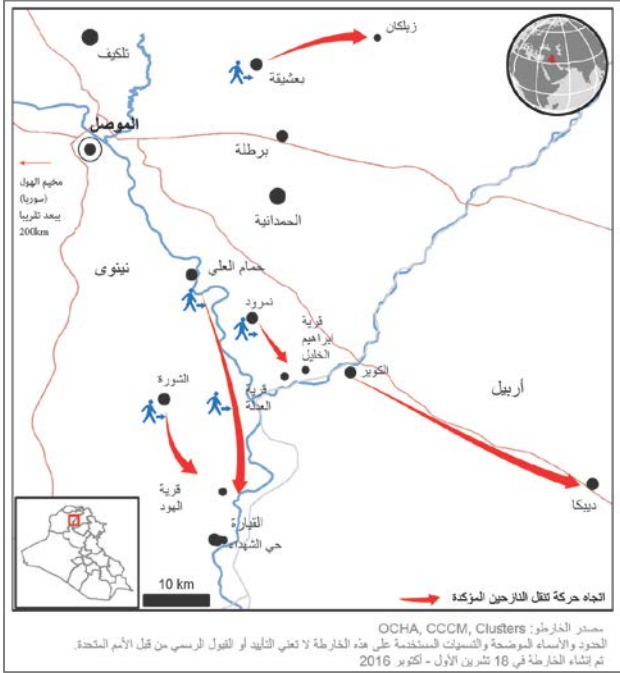 زيلكان
تلكيف
بعشيقة
الموصل
برطلة
مخيم الهول
(سوريا)
يبعد تقريبا
200km
الحمدانية
نينوى
حمام العلي
نمرود
قرية
ابراهيم
الخليل
الكوير
أربيل
الشورة
قرية
العدلة
قرية
الهود
ديبكا
القيارة
حي الشهداء
10 km
اتجاه حركة تنقل النازحين المؤكدة
مصدر الخارطو: OCHA, CCCM, Clusters
الحدود والأسماء الموضحة والتسميات المستخدمة على هذه الخارطة لا تعني التأييد أو القبول الرسمي من قبل الأمم المتحدة.
تم إنشاء الخارطة في 18 تشرين الأول - أكتوبر 2016